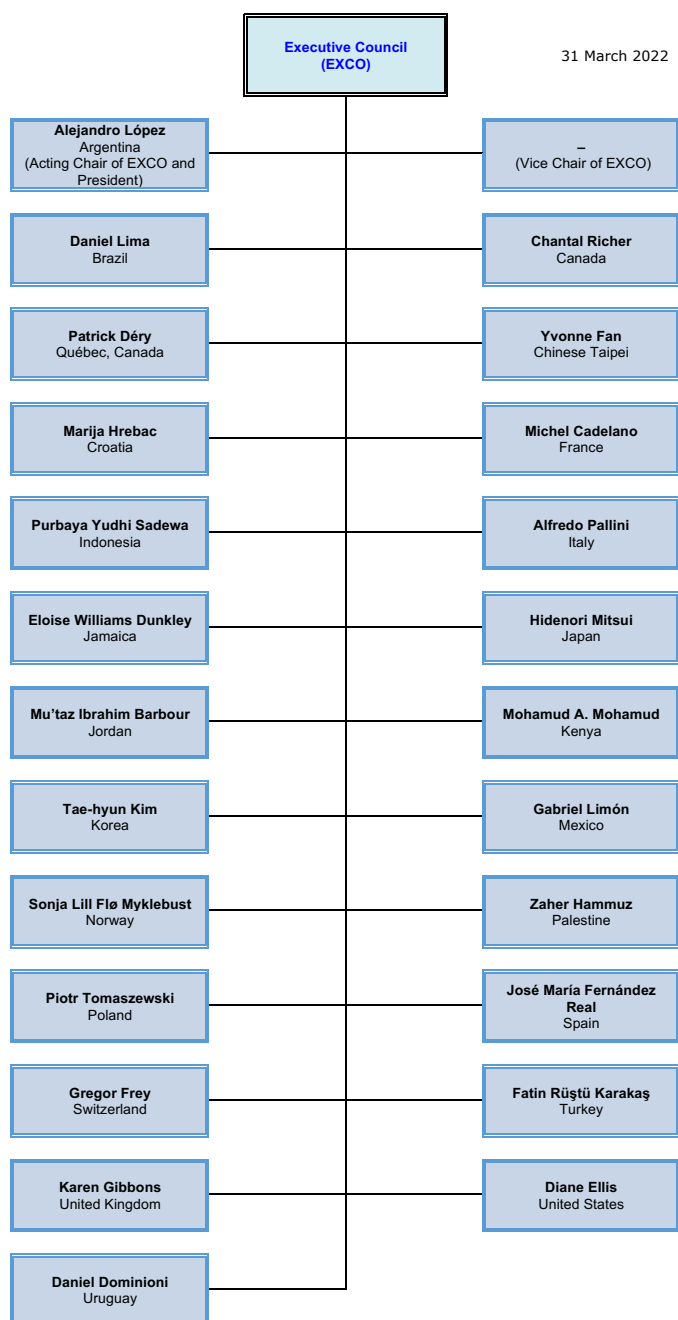 Executive Council
(EXCO)
31 March 2022
Alejandro López
Argentina
(Acting Chair of EXCO and
President)
–
(Vice Chair of EXCO)
Daniel Lima
Brazil
Chantal Richer
Canada
Patrick Déry
Québec, Canada
Yvonne Fan
Chinese Taipei
Marija Hrebac
Croatia
Michel Cadelano
France
Purbaya Yudhi Sadewa
Indonesia
Alfredo Pallini
Italy
Eloise Williams Dunkley
Jamaica
Hidenori Mitsui
Japan
Mu’taz Ibrahim Barbour
Jordan
Mohamud A. Mohamud
Kenya
Tae-hyun Kim
Korea
Gabriel Limón
Mexico
Sonja Lill Flø Myklebust
Norway
Zaher Hammuz
Palestine
Piotr Tomaszewski
Poland
José María Fernández
Real
Spain
Gregor Frey
Switzerland
Fatin Rüştü Karakaş
Turkey
Karen Gibbons
United Kingdom
Diane Ellis
United States
Daniel Dominioni
Uruguay